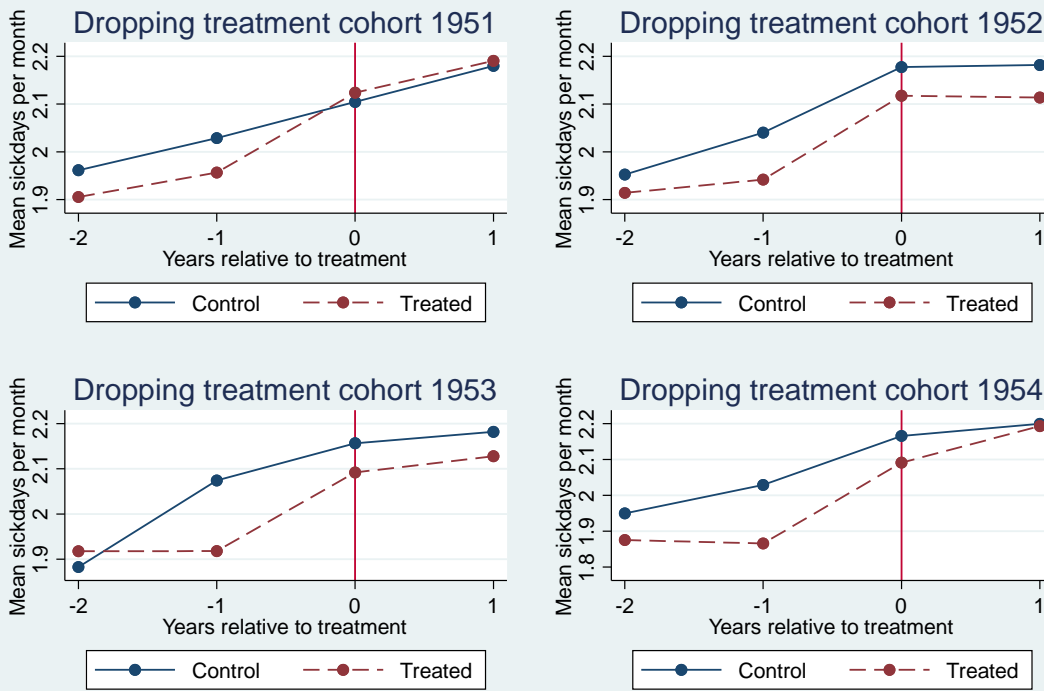 Dropping treatment cohort 1951
Mean sickdays per month
2.2
2.1
2
1.9
-2 -1 0 1
Years relative to treatment
Control Treated
Dropping treatment cohort 1952
Mean sickdays per month
2.2
2.1
2
1.9
-2 -1 0 1
Years relative to treatment
Control Treated
Dropping treatment cohort 1953
Mean sickdays per month
2.2
2.1
2
1.9
-2 -1 0 1
Years relative to treatment
Control Treated
Dropping treatment cohort 1954
Mean sickdays per month
2.2
2.1
2
1.9
1.8
-2 -1 0 1
Years relative to treatment
Control Treated